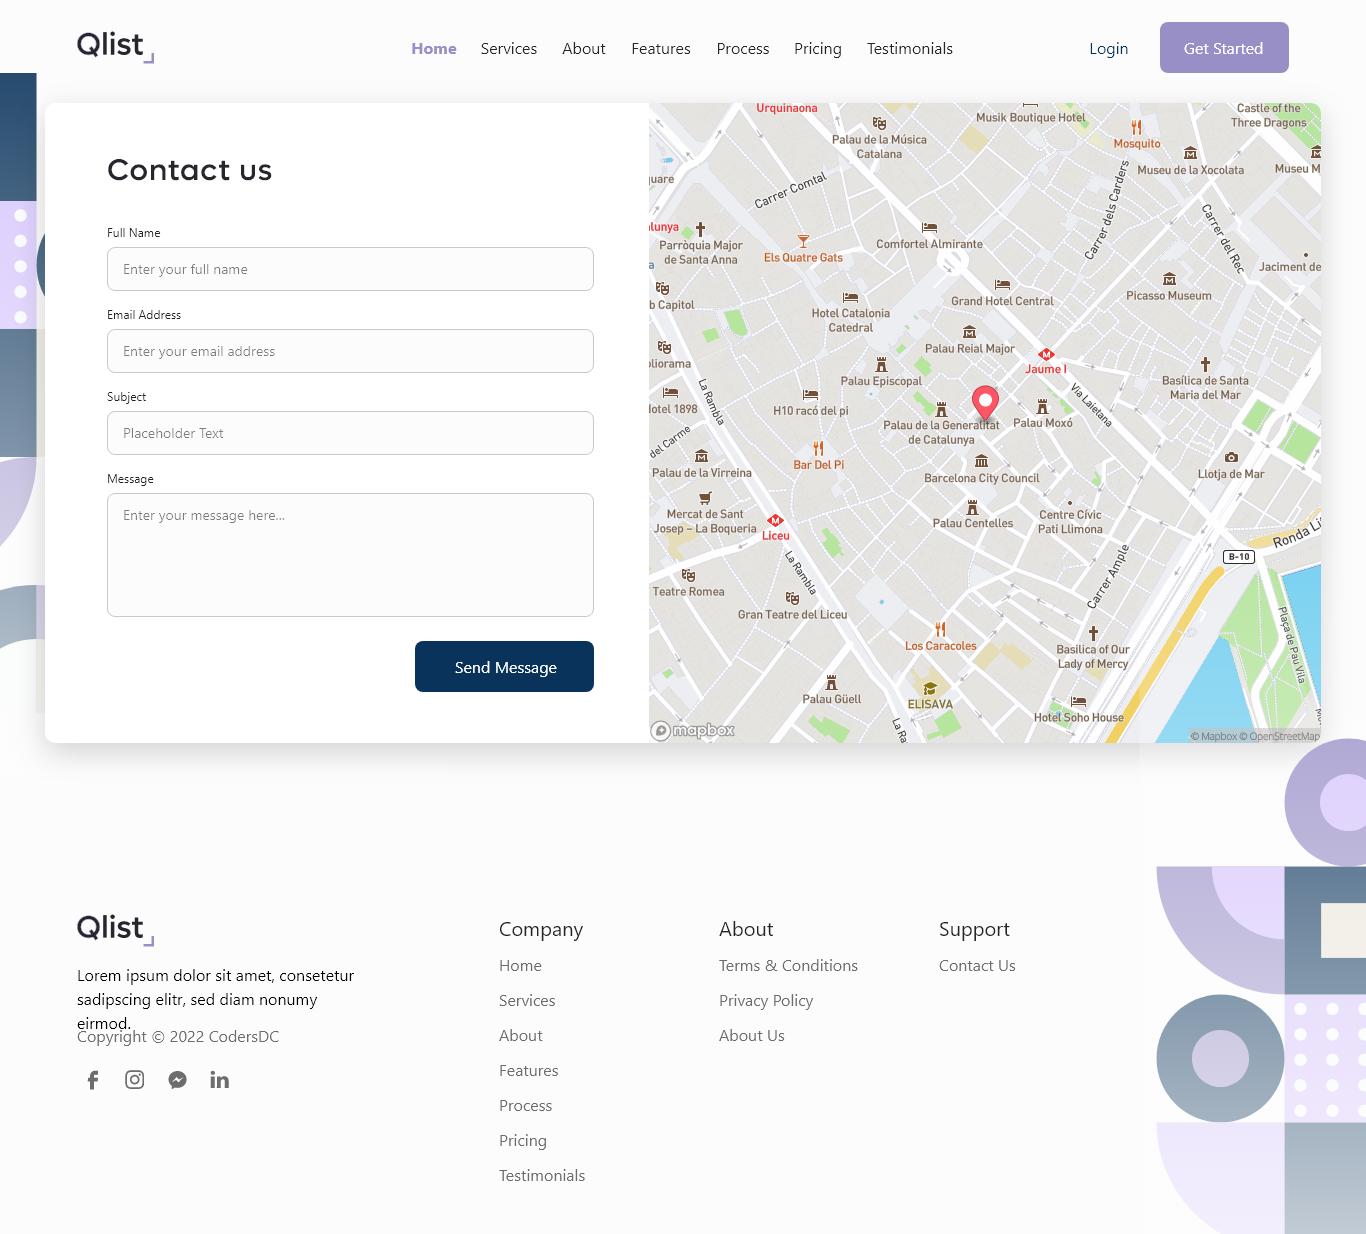 Qlist
Home Services About Features Process Pricing Testimonials
Login
Get Started
Contact us
Full Name
Enter your full name
Email Address
Enter your email address
Subject
Placeholder Text
Message
Enter your message here...
Send Message
Urquinaona
Palau de la Música
Catalana
Musik Boutique Hotel
Mosquito
Castle of the
Three Dragons
Museu de la Xocolata
Museu M
uare
Carrer Comtal
Carrer dels Carders
Carrer del Rec
lunya
Parròquia Major
de Santa Anna
Els Quatre Gats
Comfortel Almirante
Jaciment de
a
b Capitol
Hotel Catalonia
Catedral
Grand Hotel Central
Picasso Museum
oliorama
Palau Reial Major
Jaume I
Palau Episcopal
Via Laietana
Basílica de Santa
Maria del Mar
La Rambla
Hotel 1898
H10 racó del pi
Palau de la Generalitat
de Catalunya
Palau Moxó
del Carme
Palau de la Virreina
Bar Del Pi
Barcelona City Council
Llotja de Mar
Mercat de Sant
Josep – La Boqueria
Liceu
Palau Centelles
Centre Cívic
Pati Llimona
Ronda Li
B-10
La Rambla
Carrer Ample
Teatre Romea
Gran Teatre del Liceu
Los Caracoles
Basilica of Our
Lady of Mercy
Plaça de Pau Vila
Palau Güell
ELISAVA
Hotel Soho House
La Ra
mapbox
© Mapbox © OpenStreetMap
Qlist
Lorem ipsum dolor sit amet, consetetur
sadipscing elitr, sed diam nonumy
eirmod.
Copyright © 2022 CodersDC
Company
Home
Services
About
Features
Process
Pricing
Testimonials
About
Terms & Conditions
Privacy Policy
About Us
Support
Contact Us